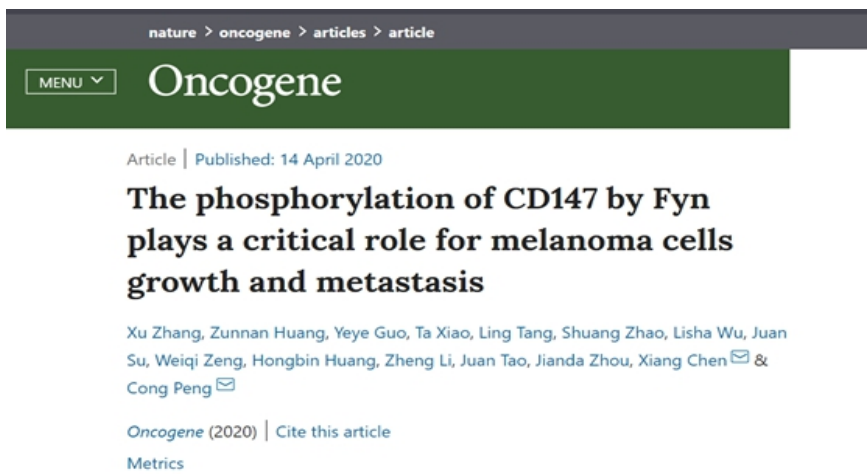 nature > oncogene > articles > article
MENU
Oncogene
Article | Published: 14 April 2020
The phosphorylation of CD147 by Fyn
plays a critical role for melanoma cells
growth and metastasis
Xu Zhang, Zunnan Huang, Yeye Guo, Ta Xiao, Ling Tang, Shuang Zhao, Lisha Wu, Juan
Su, Weiqi Zeng, Hongbin Huang, Zheng Li, Juan Tao, Jianda Zhou, Xiang Chen &
Cong Peng
Oncogene (2020) | Cite this article
Metrics